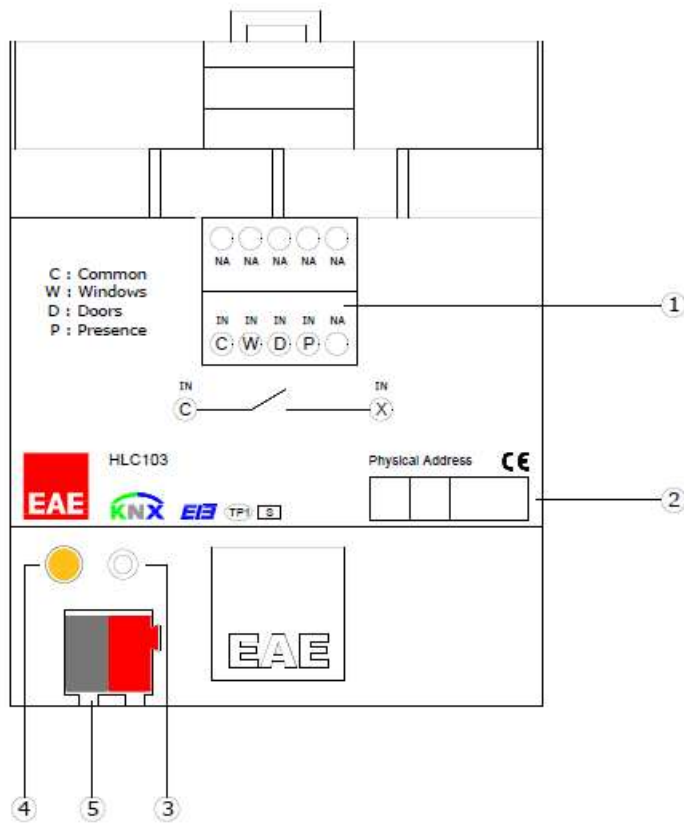 NA NA NA NA NA
C : Common
W : Windows
D : Doors
P : Presence
IN IN IN IN NA
C W D P
1
IN IN
C X
HLC103
Physical Address CE
EAE KNX EIB TP1 S
2
EAE
4 5 3